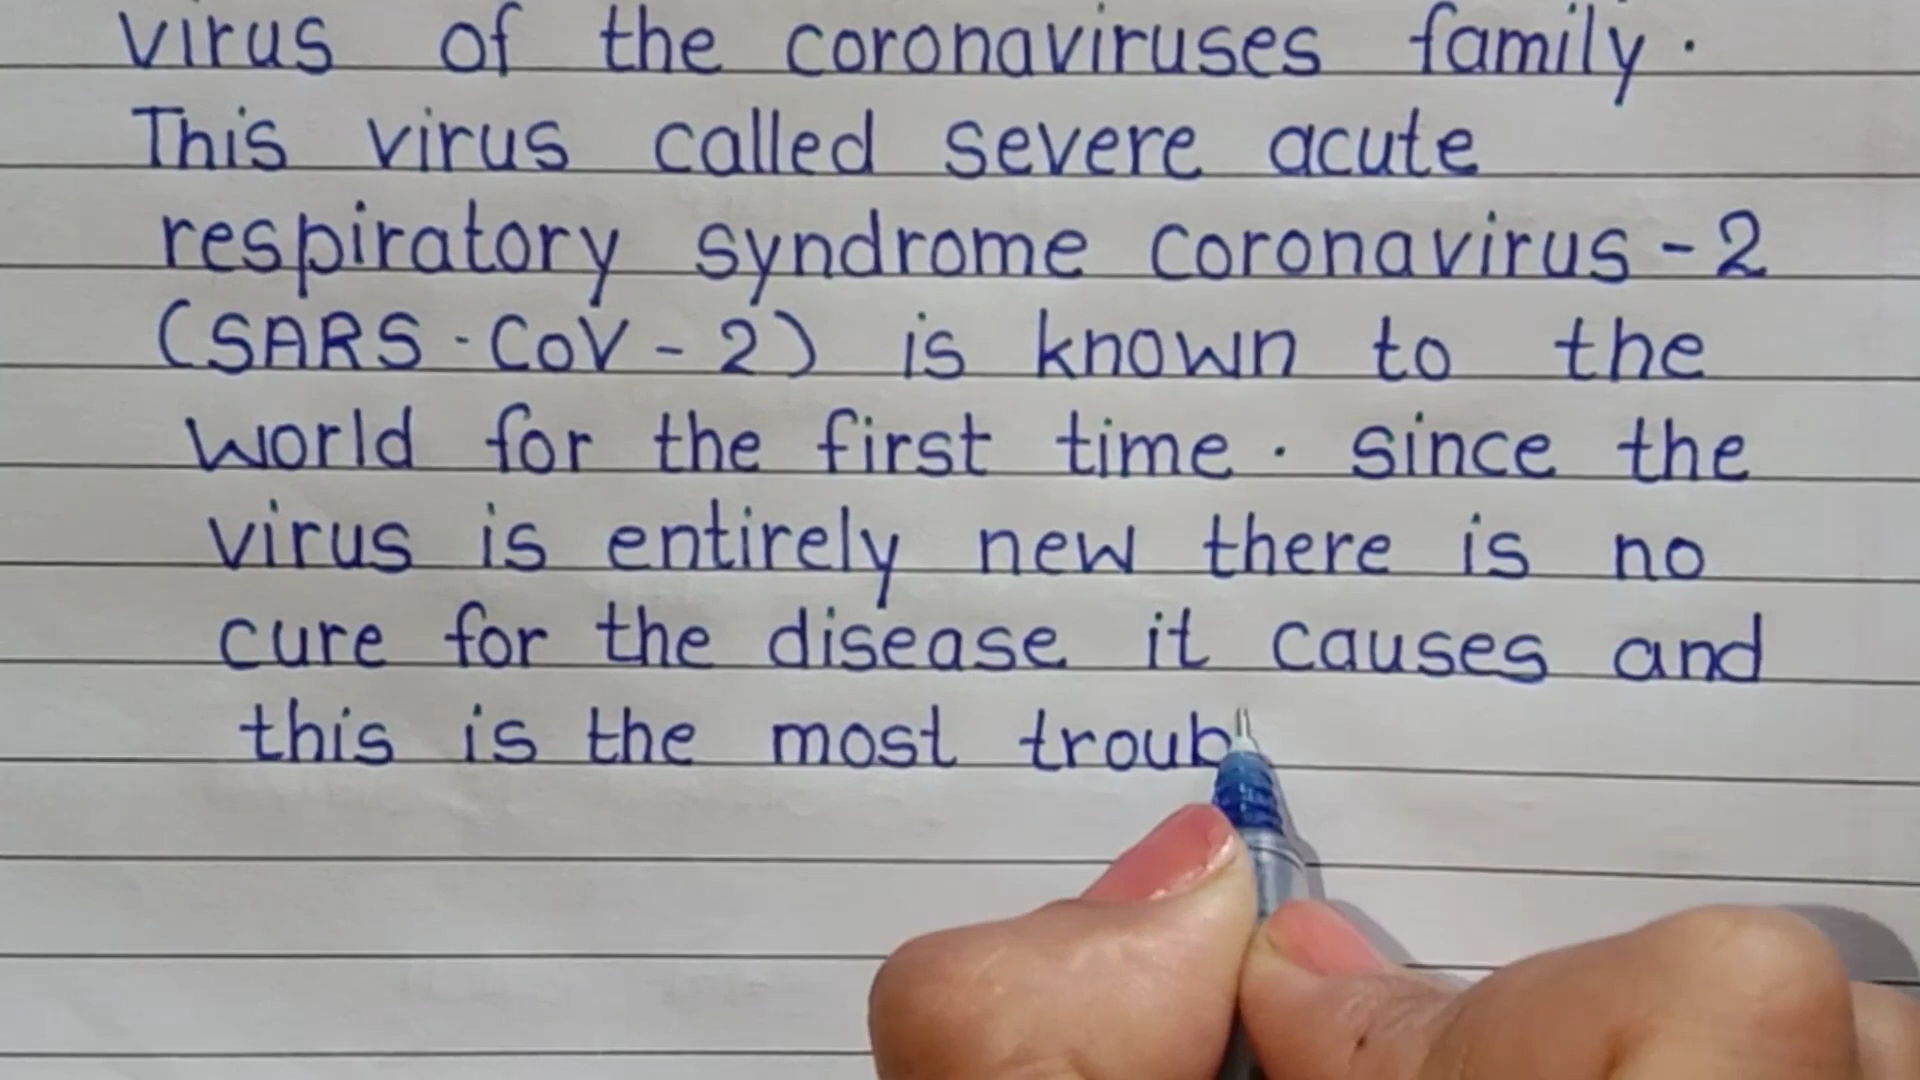 virus of the coronaviruses family.
This virus called severe acute
respiratory syndrome coronavirus-2
(SARS-CoV-2) is known to the
world for the first time. since the
virus is entirely new there is no
cure for the disease it causes and
this is the most troub